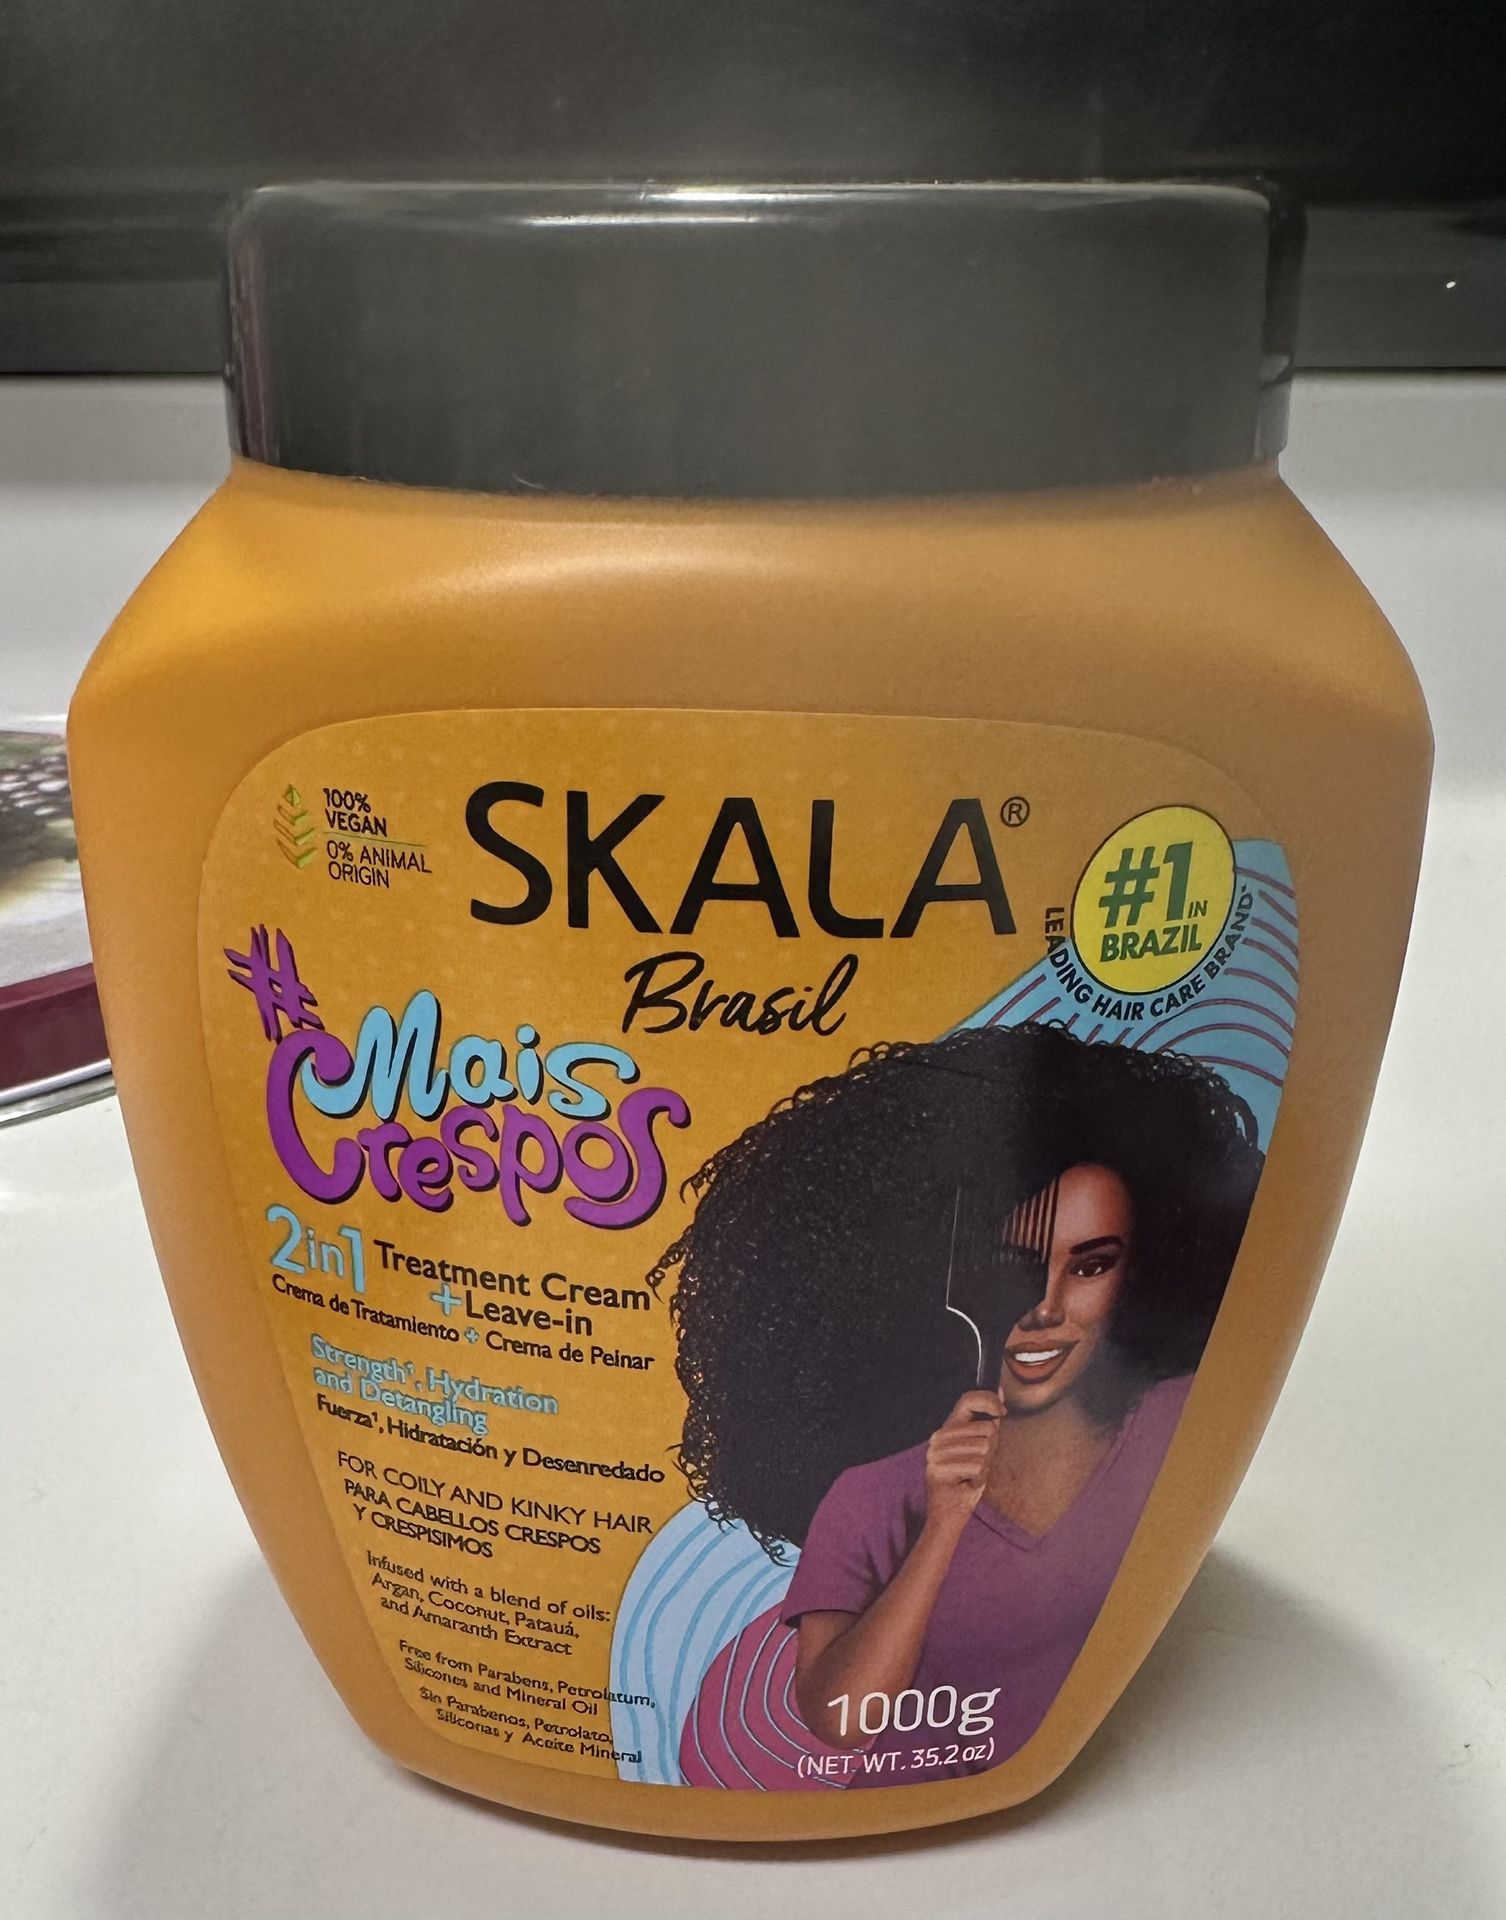 100%
VEGAN
0% ANIMAL
ORIGIN
SKALA®
Brasil
#1 IN
BRAZIL
LEADING HAIR CARE BRAND*
#
Mais
Crespos
2in1 Treatment Cream
+Leave-in
Crema de Tratamiento + Crema de Peinar
Strength¹, Hydration
and Detangling
Fuerza¹, Hidratación y Desenredado
FOR COILY AND KINKY HAIR
PARA CABELLOS CRESPOS
Y CRESPISIMOS
Infused with a blend of oils:
Argan, Coconut, Patauá,
and Amaranth Extract
Free from Parabens, Petrolatum,
Silicones and Mineral Oil
Sin Parabenos, Petrolato,
Siliconas y Aceite Mineral
1000g
(NET. WT. 35.2 oz)